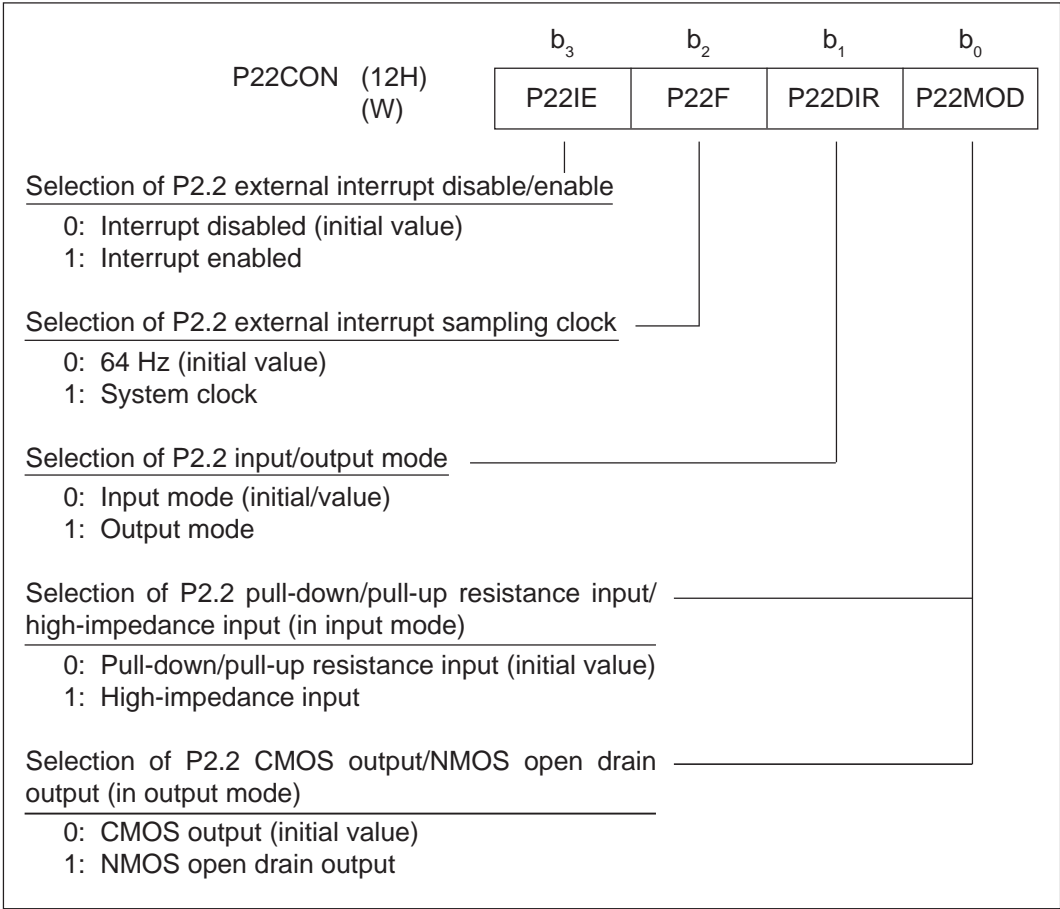 b3 b2 b1 b0
P22CON (12H)
(W)
P22IE P22F P22DIR P22MOD
Selection of P2.2 external interrupt disable/enable
0: Interrupt disabled (initial value)
1: Interrupt enabled
Selection of P2.2 external interrupt sampling clock
0: 64 Hz (initial value)
1: System clock
Selection of P2.2 input/output mode
0: Input mode (initial/value)
1: Output mode
Selection of P2.2 pull-down/pull-up resistance input/
high-impedance input (in input mode)
0: Pull-down/pull-up resistance input (initial value)
1: High-impedance input
Selection of P2.2 CMOS output/NMOS open drain
output (in output mode)
0: CMOS output (initial value)
1: NMOS open drain output